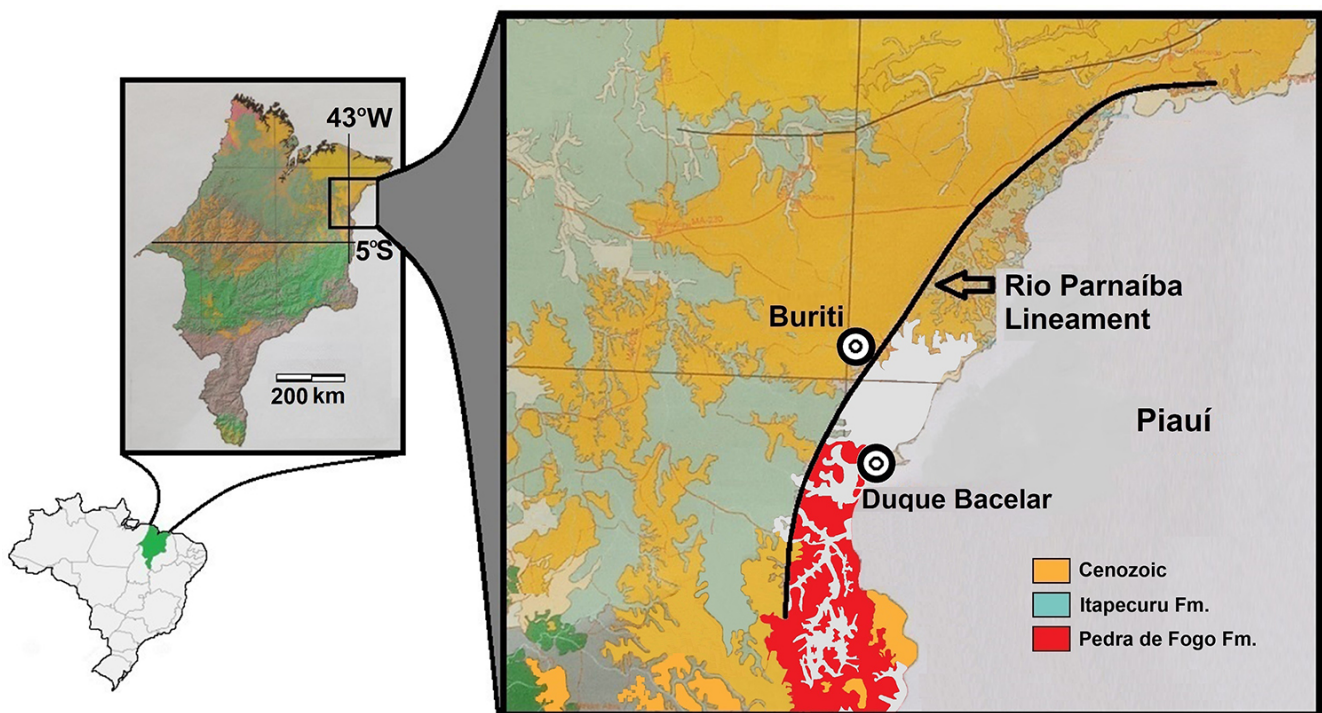 43°W
5°S
200 km
Buriti
Rio Parnaíba
Lineament
Piauí
Duque Bacelar
Cenozoic
Itapecuru Fm.
Pedra de Fogo Fm.